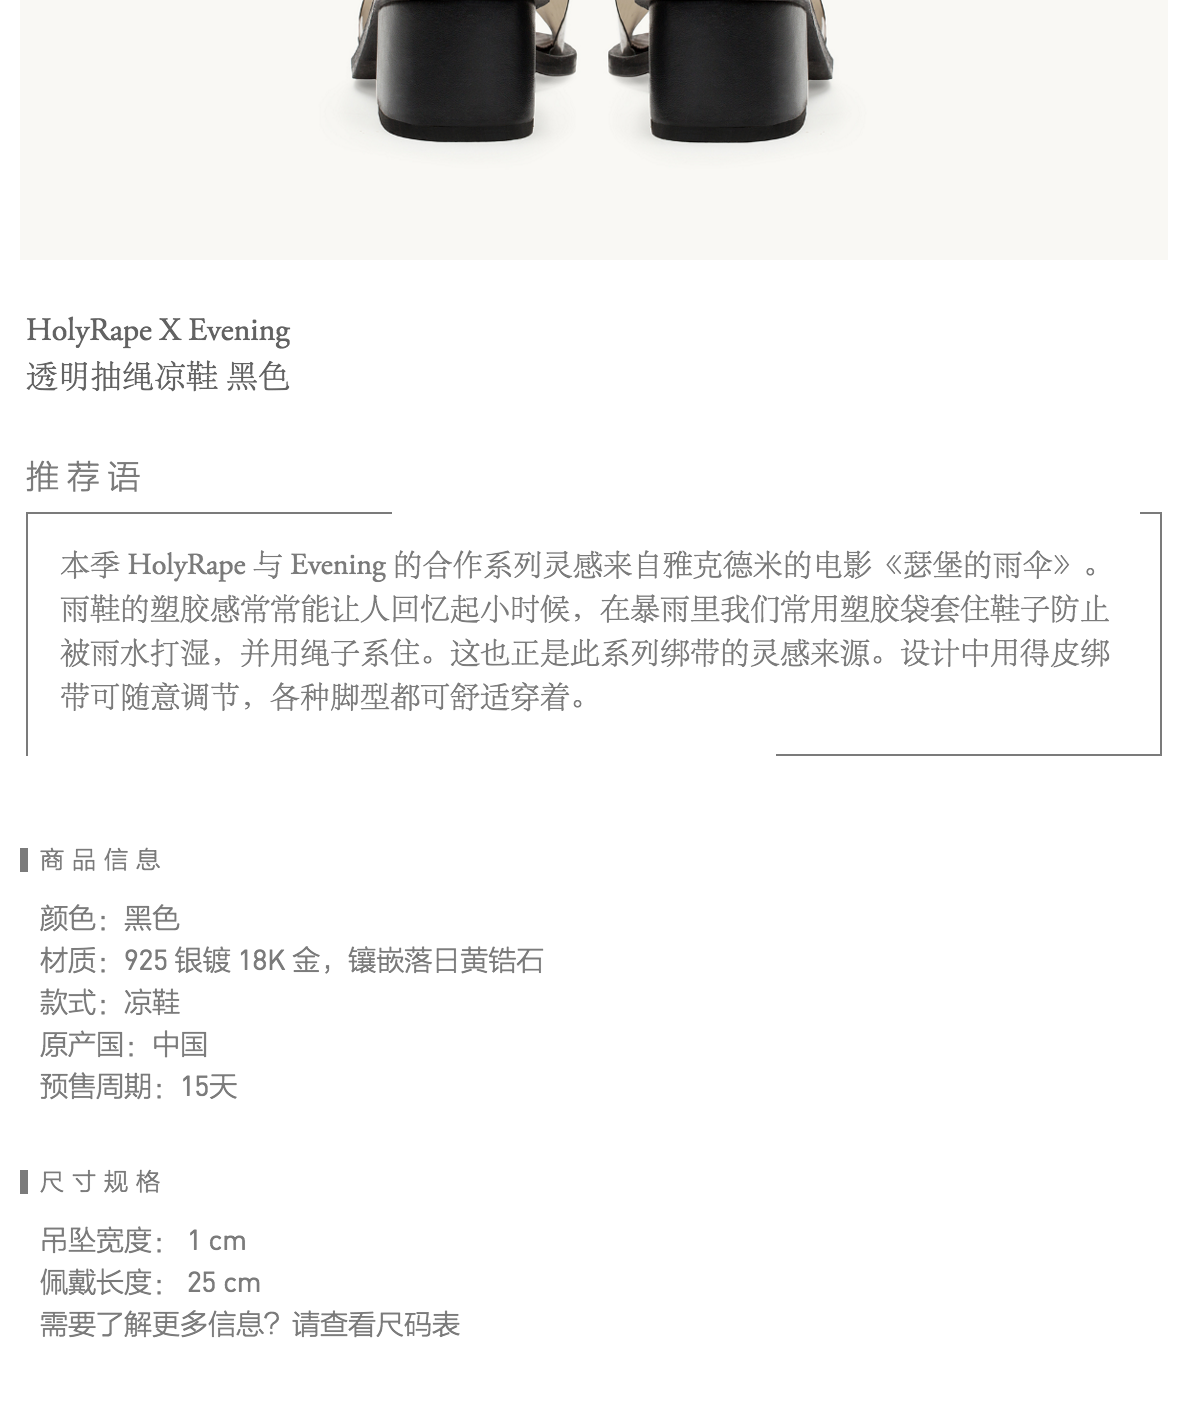 HolyRape X Evening
透明抽绳凉鞋 黑色
推荐语
本季 HolyRape 与 Evening 的合作系列灵感来自雅克德米的电影《瑟堡的雨伞》。
雨鞋的塑胶感常常能让人回忆起小时候，在暴雨里我们常用塑胶袋套住鞋子防止
被雨水打湿，并用绳子系住。这也正是此系列绑带的灵感来源。设计中用得皮绑
带可随意调节，各种脚型都可舒适穿着。
商品信息
颜色：黑色
材质：925 银镀 18K 金，镶嵌落日黄锆石
款式：凉鞋
原产国：中国
预售周期：15天
尺寸规格
吊坠宽度： 1 cm
佩戴长度： 25 cm
需要了解更多信息？请查看尺码表